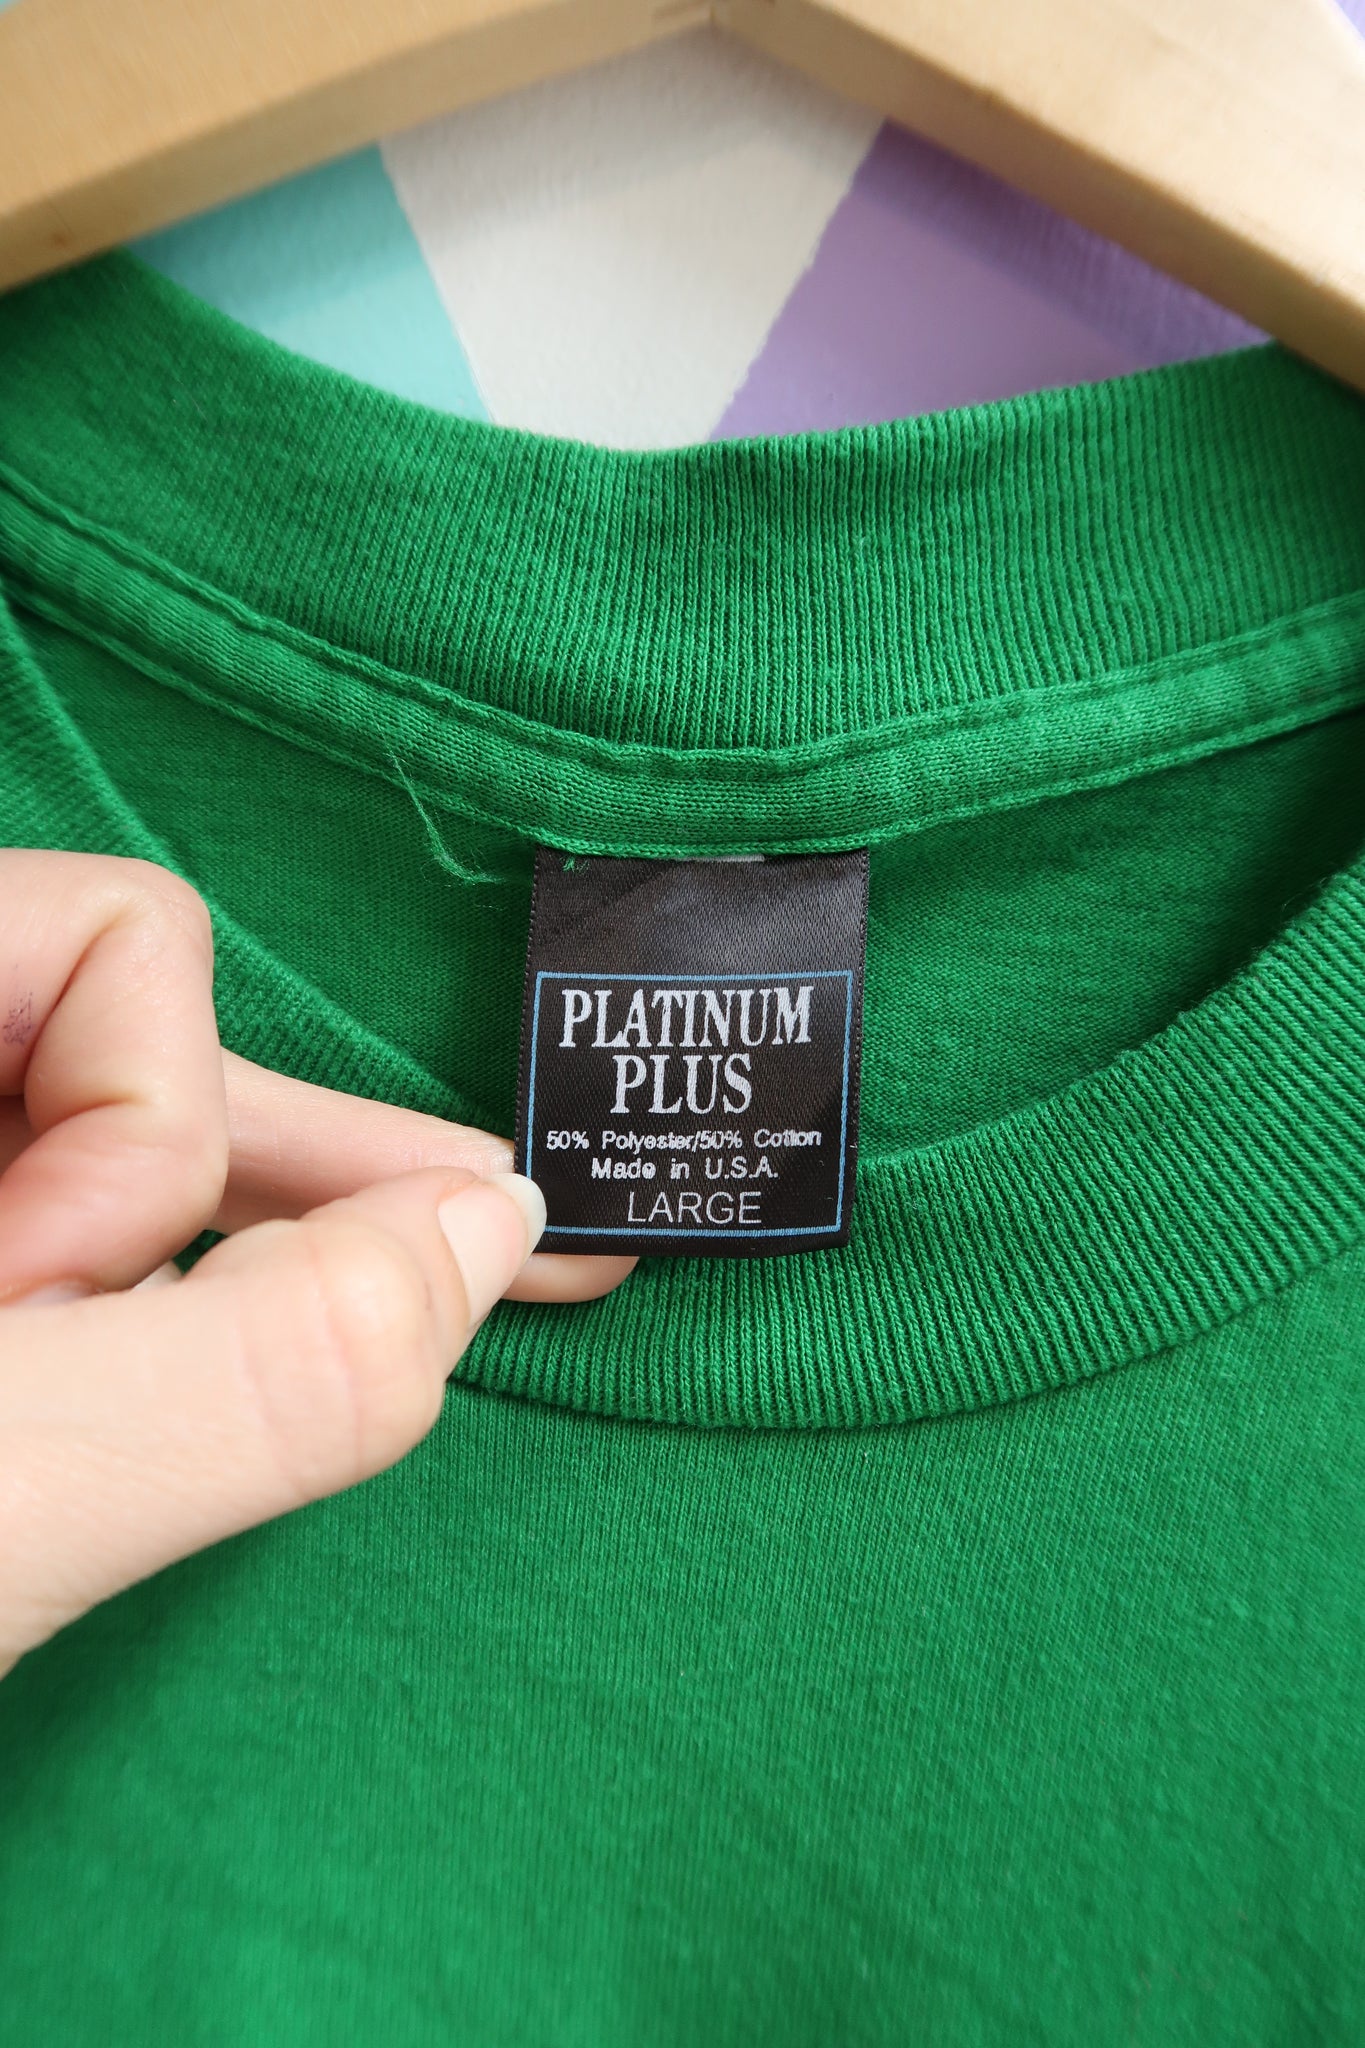 PLATINUM
PLUS
50% Polyester/50% Cotton
Made in U.S.A.
LARGE